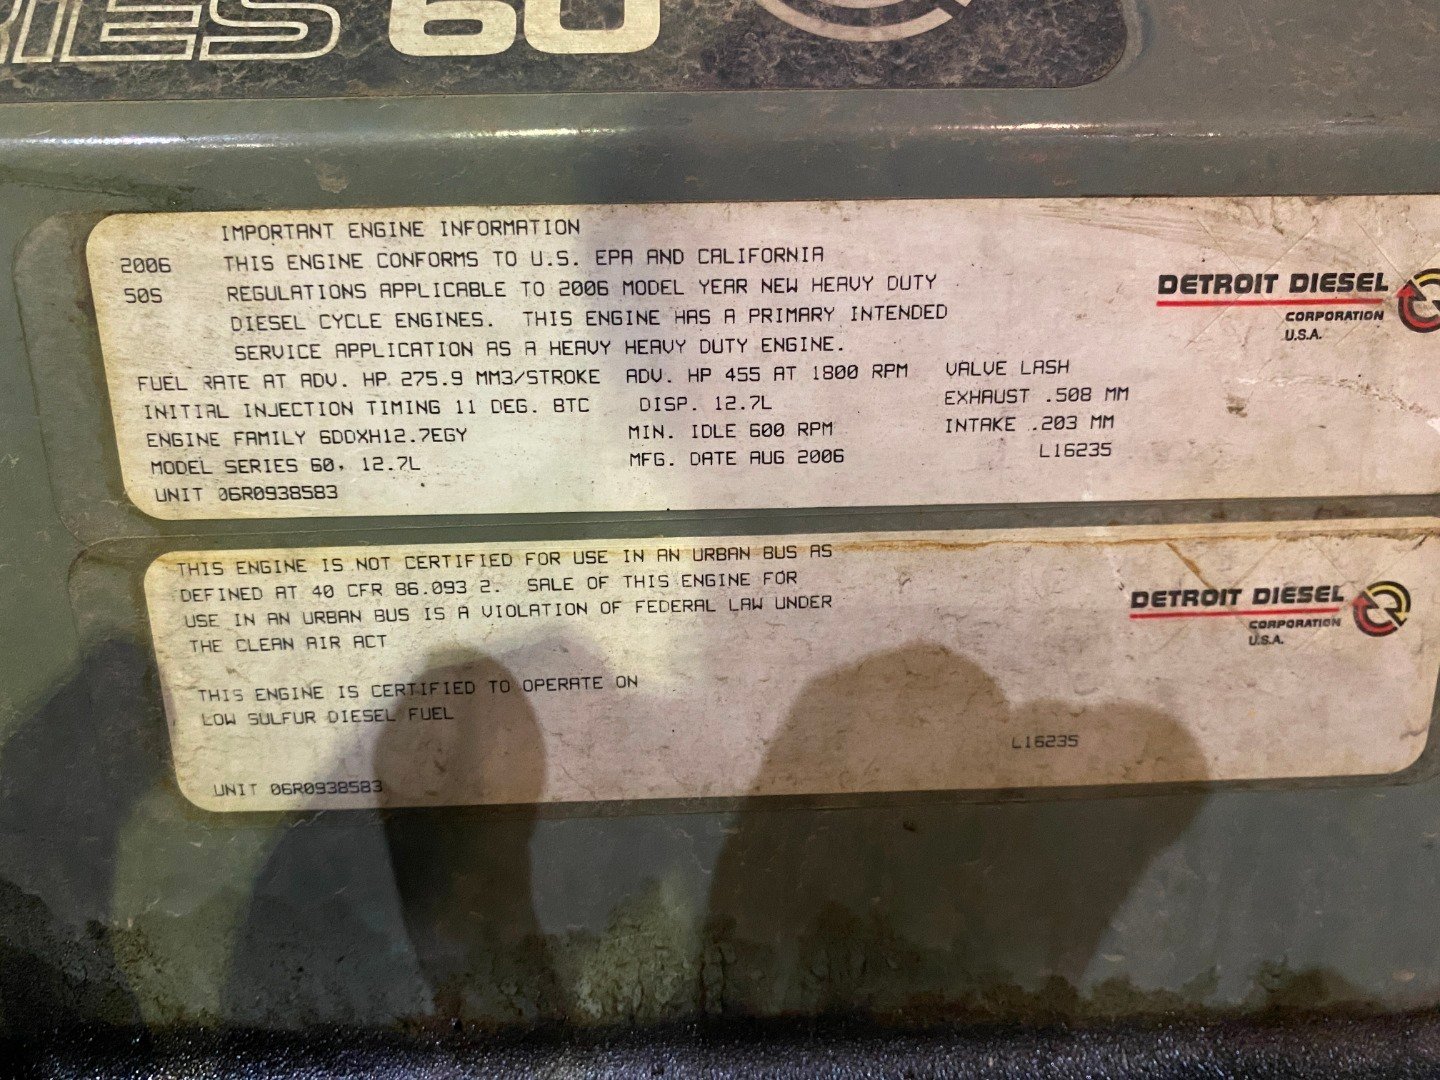 RIES 60
IMPORTANT ENGINE INFORMATION
2006 THIS ENGINE CONFORMS TO U.S. EPA AND CALIFORNIA
50S REGULATIONS APPLICABLE TO 2006 MODEL YEAR NEW HEAVY DUTY
DIESEL CYCLE ENGINES. THIS ENGINE HAS A PRIMARY INTENDED
SERVICE APPLICATION AS A HEAVY HEAVY DUTY ENGINE.
FUEL RATE AT ADV. HP 275.9 MM3/STROKE ADV. HP 455 AT 1800 RPM VALVE LASH
INITIAL INJECTION TIMING 11 DEG. BTC DISP. 12.7L EXHAUST .508 MM
ENGINE FAMILY 6DDXH12.7EGY MIN. IDLE 600 RPM INTAKE .203 MM
MODEL SERIES 60, 12.7L MFG. DATE AUG 2006 L16235
UNIT 06R0938583
DETROIT DIESEL
CORPORATION
U.S.A.
THIS ENGINE IS NOT CERTIFIED FOR USE IN AN URBAN BUS AS
DEFINED AT 40 CFR 86.093 2. SALE OF THIS ENGINE FOR
USE IN AN URBAN BUS IS A VIOLATION OF FEDERAL LAW UNDER
THE CLEAN AIR ACT
THIS ENGINE IS CERTIFIED TO OPERATE ON
LOW SULFUR DIESEL FUEL
L16235
UNIT 06R0938583
DETROIT DIESEL
CORPORATION
U.S.A.